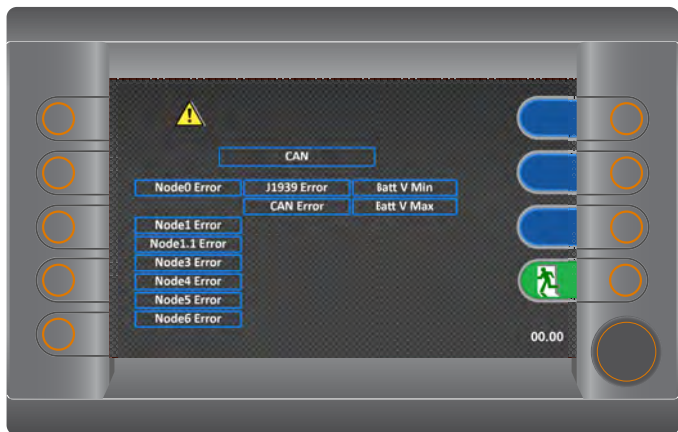 CAN
Node0 Error J1939 Error Batt V Min
CAN Error Batt V Max
Node1 Error
Node1.1 Error
Node3 Error
Node4 Error
Node5 Error
Node6 Error
00.00